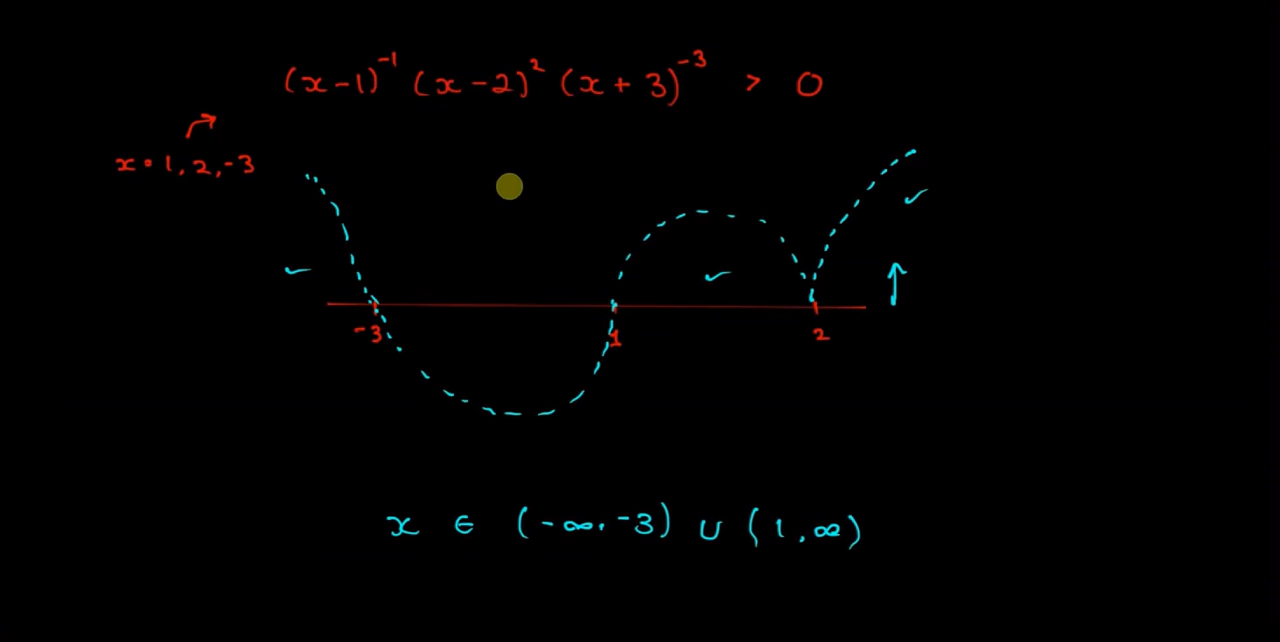 (x-1)⁻¹ (x-2)² (x+3)⁻³ > 0
x = 1, 2, -3
-3 1 2
x ∈ (-∞, -3) ∪ (1, ∞)